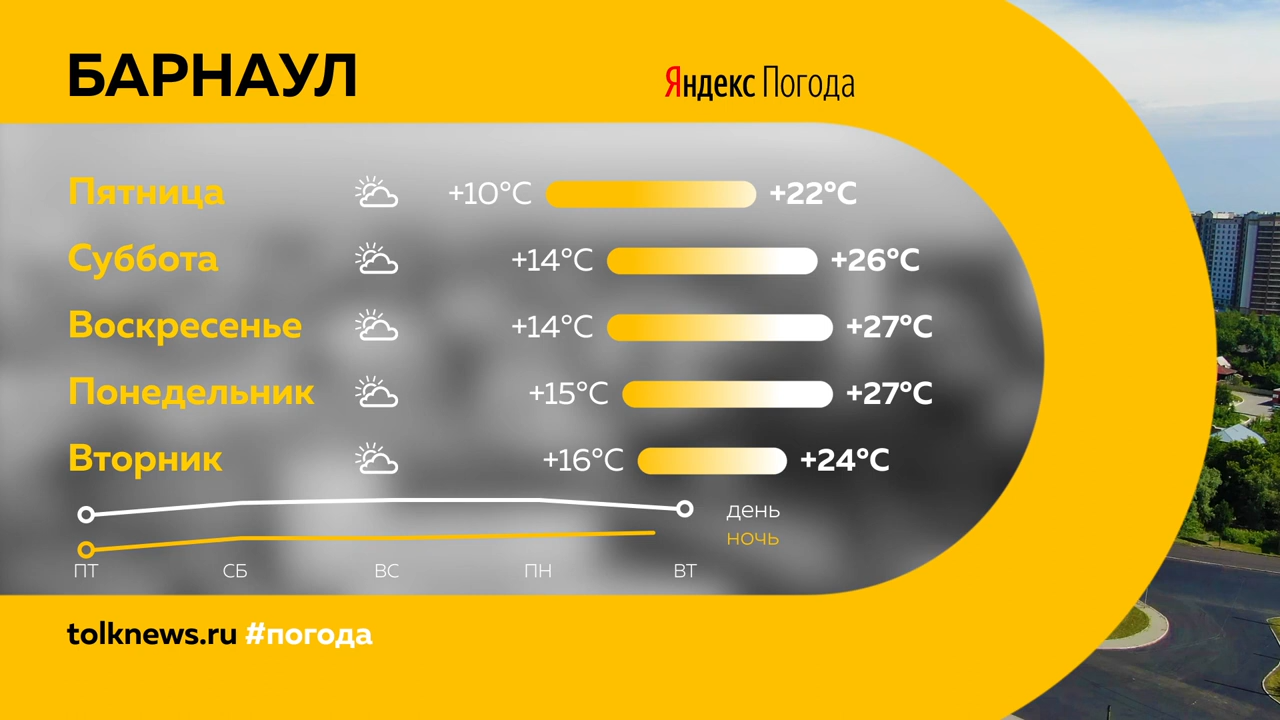 БАРНАУЛ
Яндекс Погода
Пятница +10°C +22°C
Суббота +14°C +26°C
Воскресенье +14°C +27°C
Понедельник +15°C +27°C
Вторник +16°C +24°C
день
ночь
ПТ СБ ВС ПН ВТ
tolknews.ru #погода